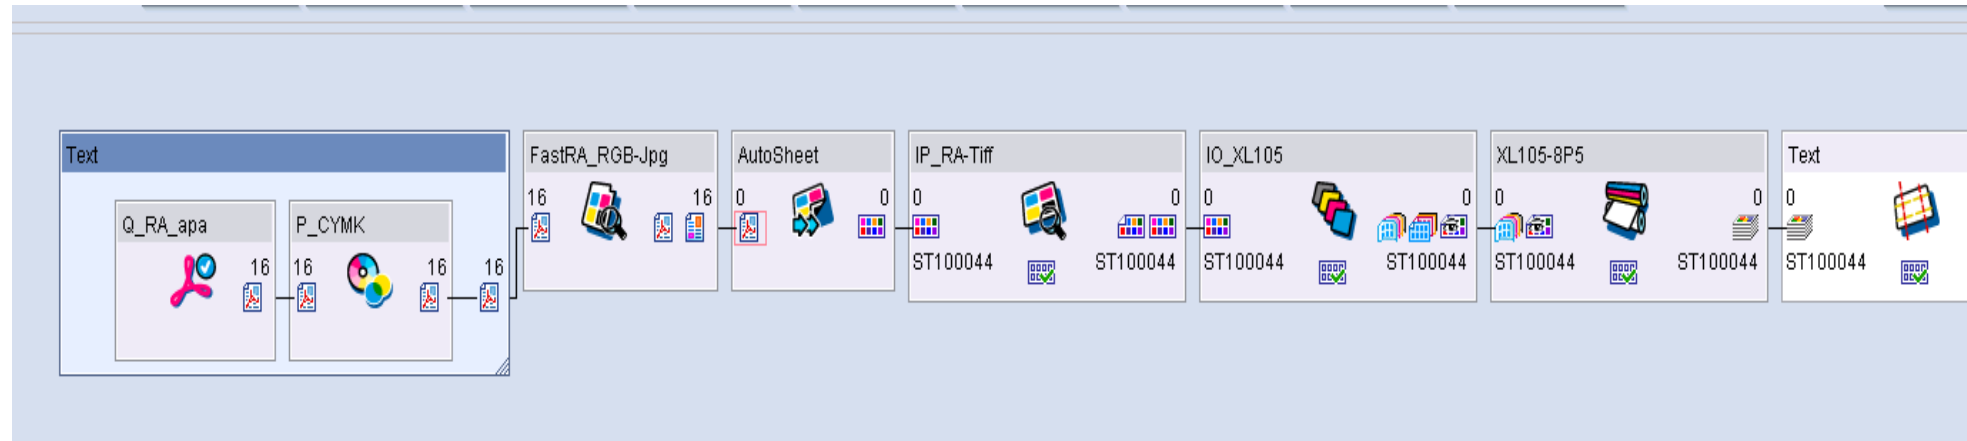 Text
Q_RA_apa
16
P_CYMK
16
16
16
FastRA_RGB-Jpg
16
16
AutoSheet
0
0
IP_RA-Tiff
0
0
ST100044
ST100044
IO_XL105
0
0
ST100044
ST100044
XL105-8P5
0
0
ST100044
ST100044
Text
0
ST100044